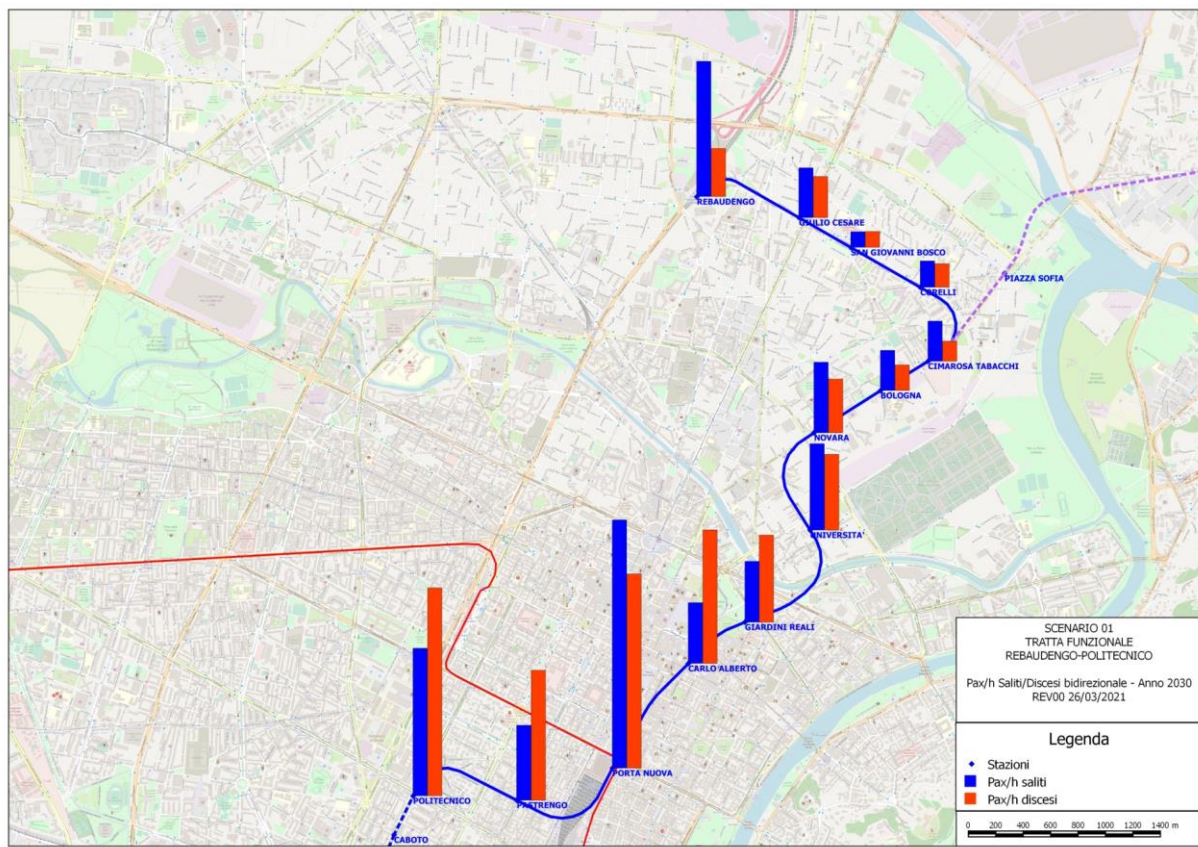 REBAUDENGO
GIULIO CESARE
SAN GIOVANNI BOSCO
PIAZZA SOFIA
CORELLI
CIMAROSA TABACCHI
BOLOGNA
NOVARA
UNIVERSITA'
GIARDINI REALI
CARLO ALBERTO
PORTA NUOVA
POLITECNICO
PASTRENGO
CABOTO
SCENARIO 01
TRATTA FUNZIONALE
REBAUDENGO-POLITECNICO
Pax/h Saliti/Discesi bidirezionale - Anno 2030
REV00 26/03/2021
Legenda
Stazioni
Pax/h saliti
Pax/h discesi
0 200 400 600 800 1000 1200 1400 m